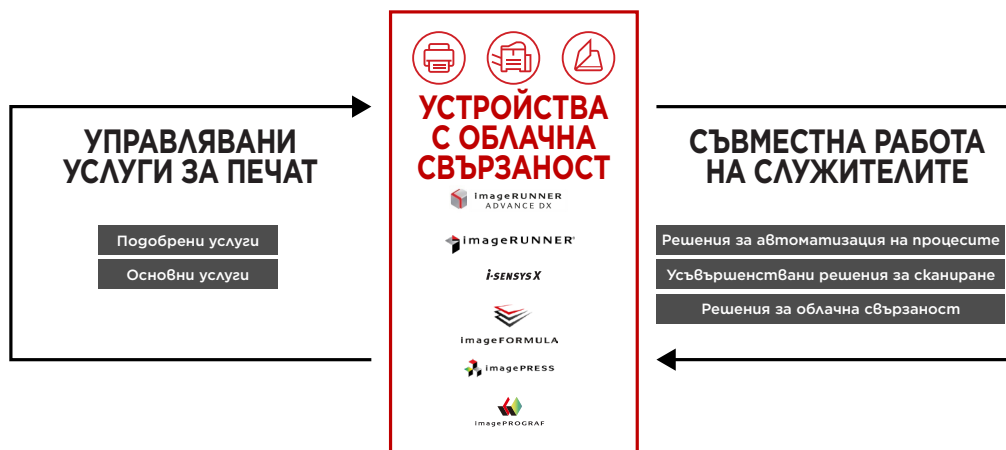 УПРАВЛЯВАНИ
УСЛУГИ ЗА ПЕЧАТ
Подобрени услуги
Основни услуги
УСТРОЙСТВА
С ОБЛАЧНА
СВЪРЗАНОСТ
imageRUNNER
ADVANCE DX
imageRUNNER®
i-SENSYS X
imageFORMULA
imagePRESS
imagePROGRAF
СЪВМЕСТНА РАБОТА
НА СЛУЖИТЕЛИТЕ
Решения за автоматизация на процесите
Усъвършенствани решения за сканиране
Решения за облачна свързаност